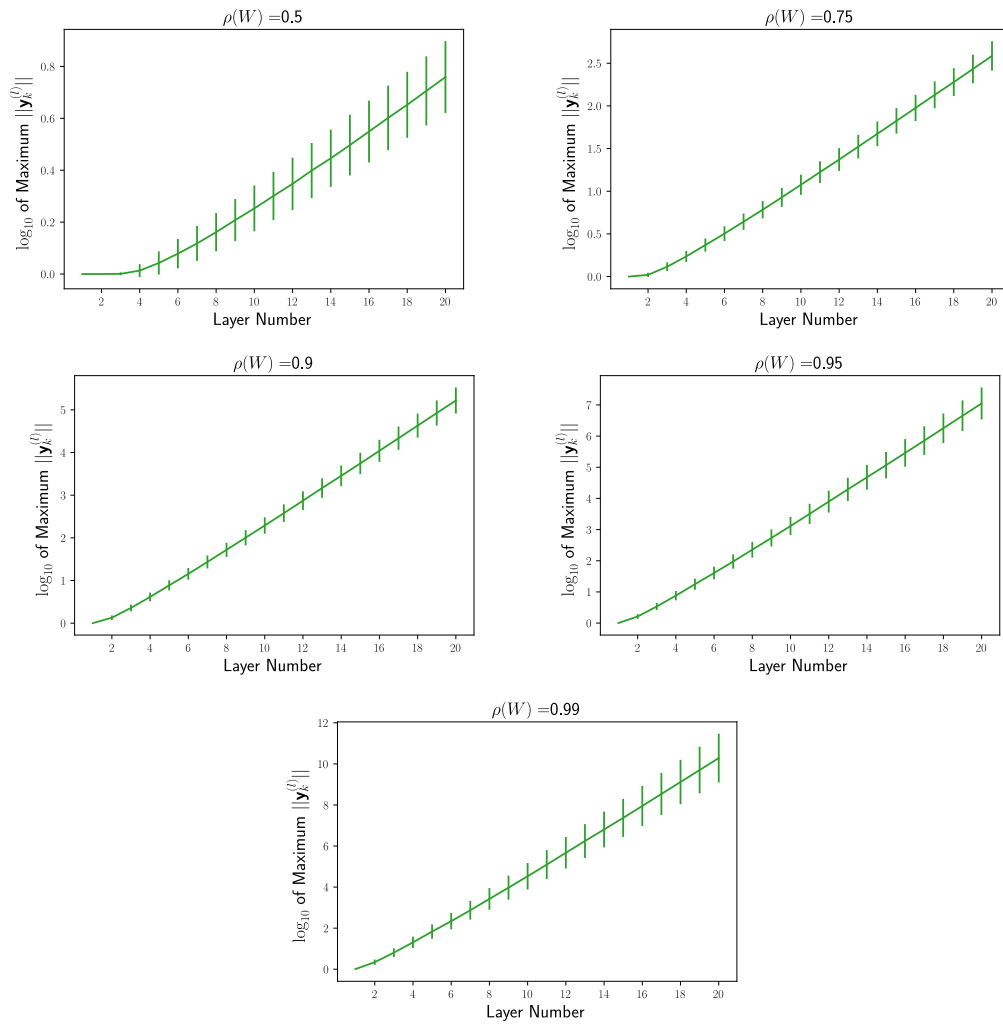 ρ(W) =0.5
log₁₀ of Maximum ||y_k^(l)||
0.8
0.6
0.4
0.2
0.0
2 4 6 8 10 12 14 16 18 20
Layer Number
ρ(W) =0.75
log₁₀ of Maximum ||y_k^(l)||
2.5
2.0
1.5
1.0
0.5
0.0
2 4 6 8 10 12 14 16 18 20
Layer Number
ρ(W) =0.9
log₁₀ of Maximum ||y_k^(l)||
5
4
3
2
1
0
2 4 6 8 10 12 14 16 18 20
Layer Number
ρ(W) =0.95
log₁₀ of Maximum ||y_k^(l)||
7
6
5
4
3
2
1
0
2 4 6 8 10 12 14 16 18 20
Layer Number
ρ(W) =0.99
log₁₀ of Maximum ||y_k^(l)||
12
10
8
6
4
2
0
2 4 6 8 10 12 14 16 18 20
Layer Number